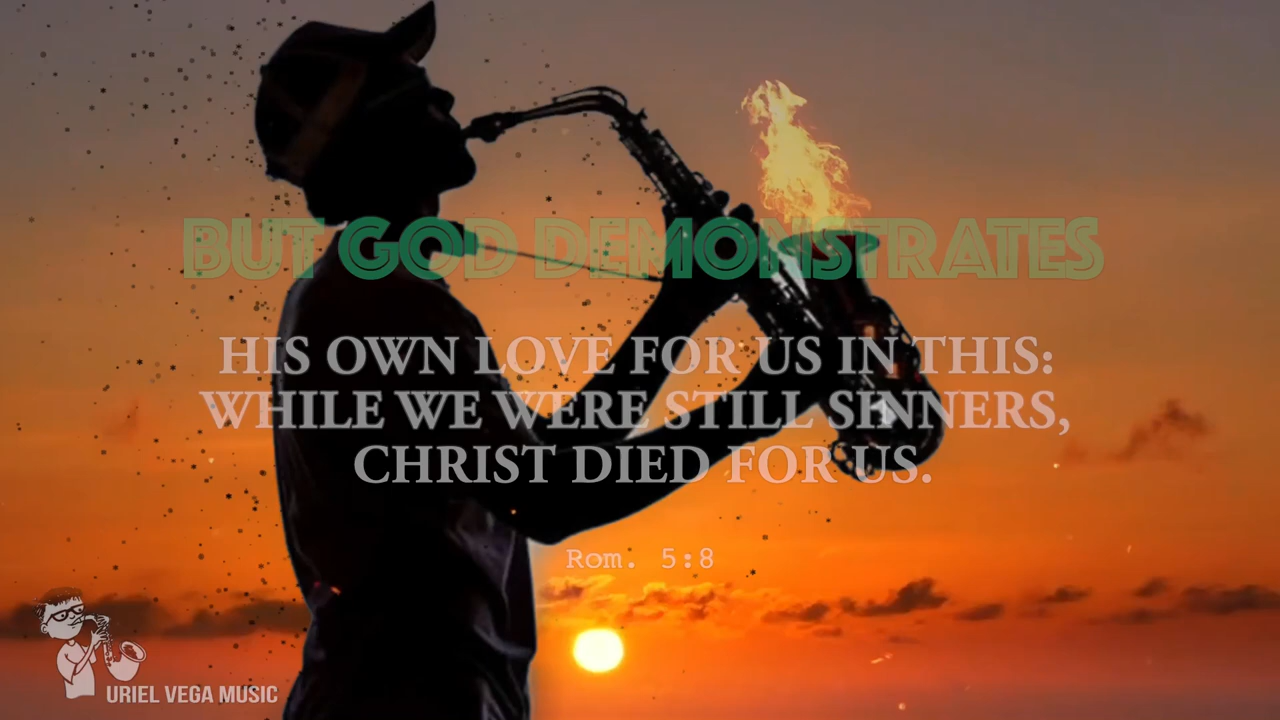 BUT GOD DEMONSTRATES
HIS OWN LOVE FOR US IN THIS:
WHILE WE WERE STILL SINNERS,
CHRIST DIED FOR US.
Rom. 5:8
URIEL VEGA MUSIC